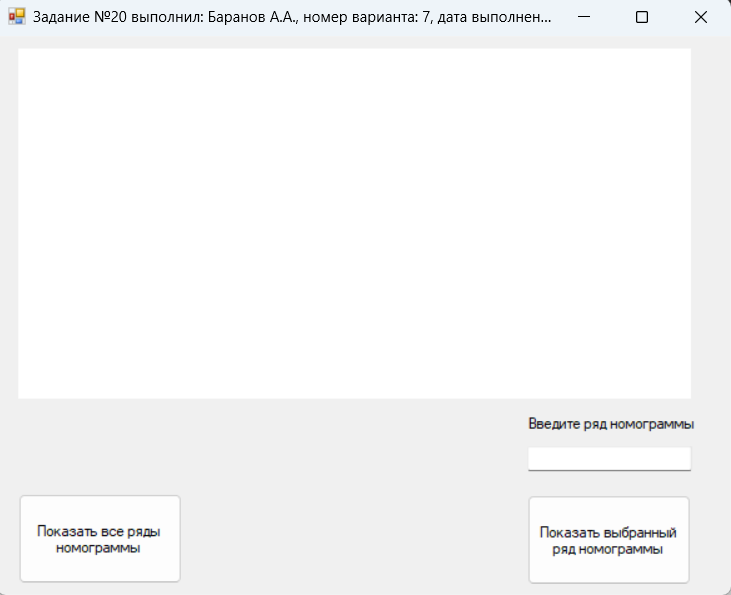 Задание №20 выполнил: Баранов А.А., номер варианта: 7, дата выполнен...
Введите ряд номограммы
Показать все ряды
номограммы
Показать выбранный
ряд номограммы